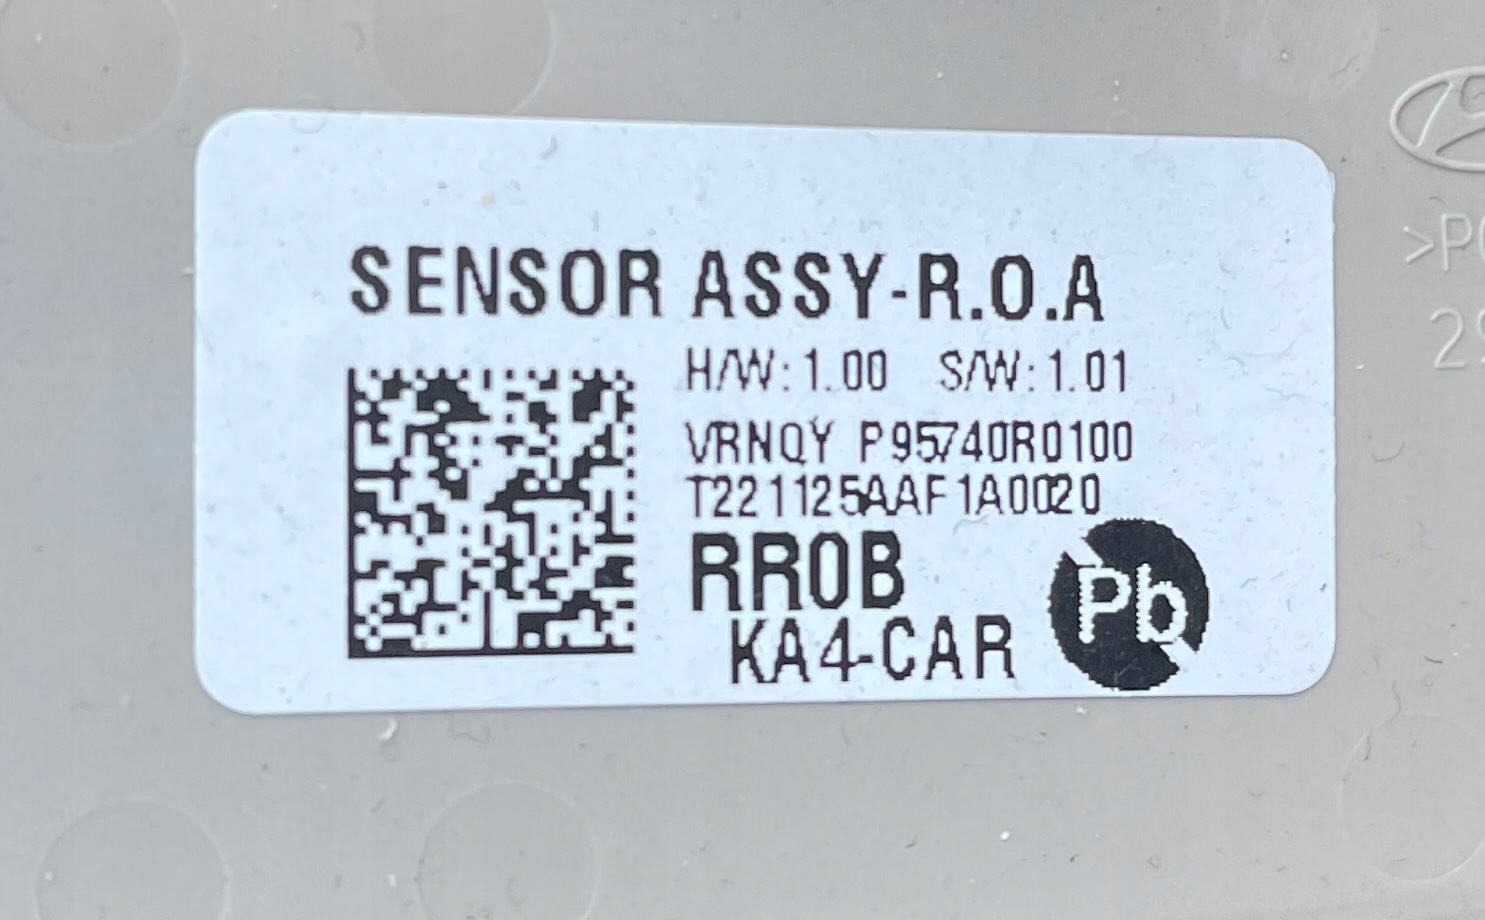 SENSOR ASSY-R.O.A
H/W:1.00 S/W:1.01
VRNQY P95740R0100
T221125AAF1A0020
RR0B
KA4-CAR
Pb